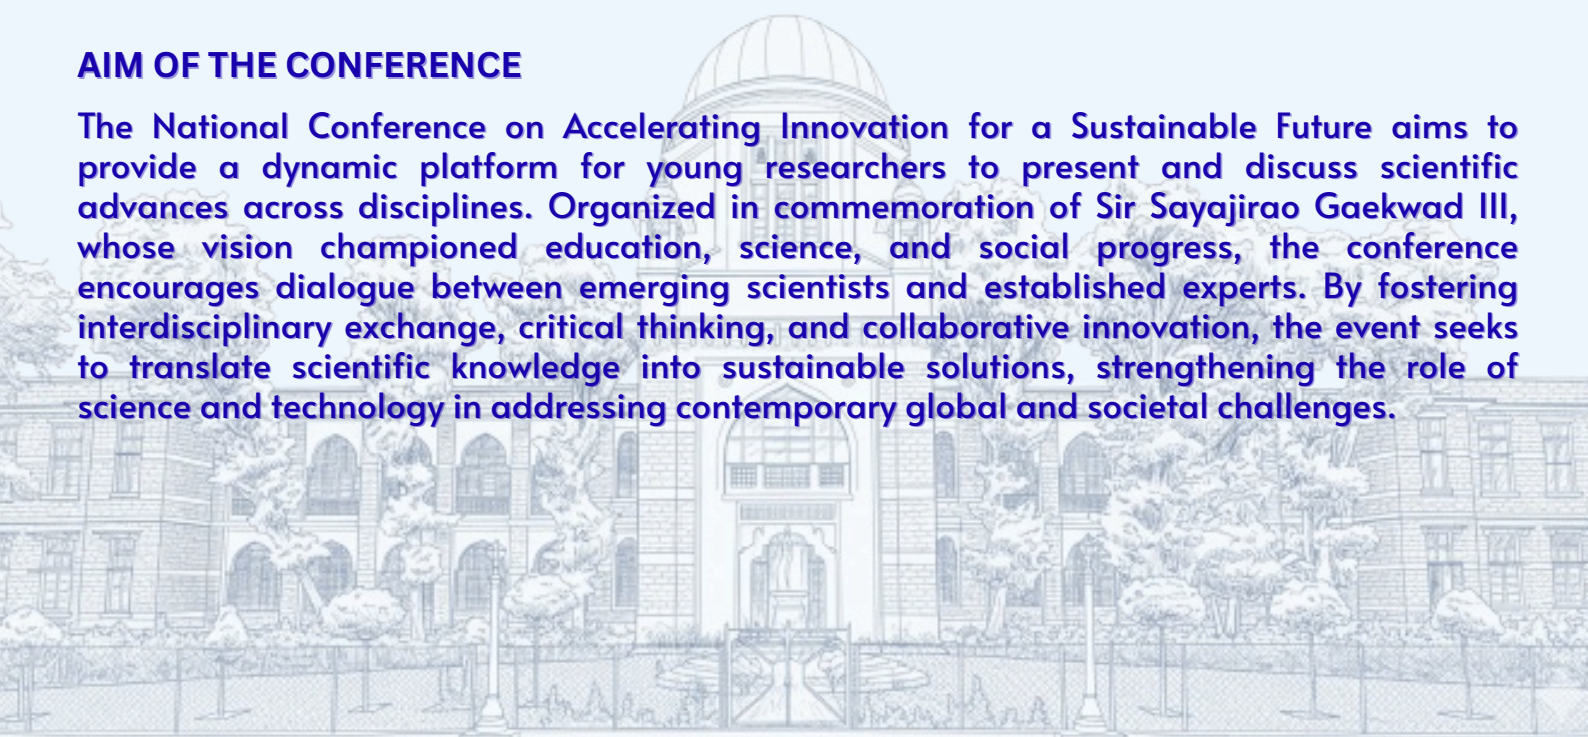 AIM OF THE CONFERENCE
The National Conference on Accelerating Innovation for a Sustainable Future aims to
provide a dynamic platform for young researchers to present and discuss scientific
advances across disciplines. Organized in commemoration of Sir Sayajirao Gaekwad III,
whose vision championed education, science, and social progress, the conference
encourages dialogue between emerging scientists and established experts. By fostering
interdisciplinary exchange, critical thinking, and collaborative innovation, the event seeks
to translate scientific knowledge into sustainable solutions, strengthening the role of
science and technology in addressing contemporary global and societal challenges.